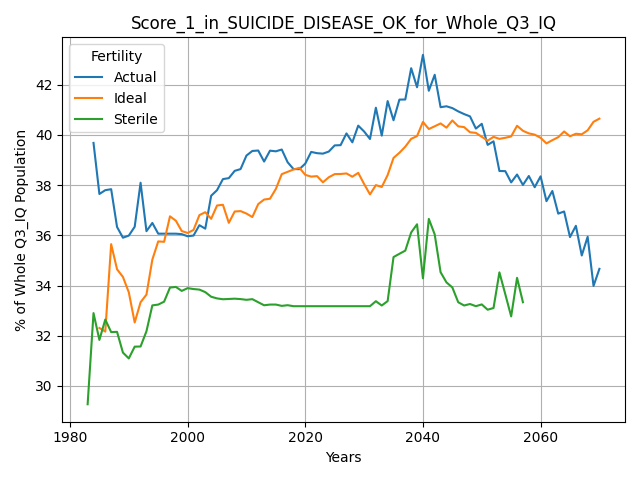 Score_1_in_SUICIDE_DISEASE_OK_for_Whole_Q3_IQ
Fertility
Actual
Ideal
Sterile
% of Whole Q3_IQ Population
42
40
38
36
34
32
30
1980
2000
2020
2040
2060
Years